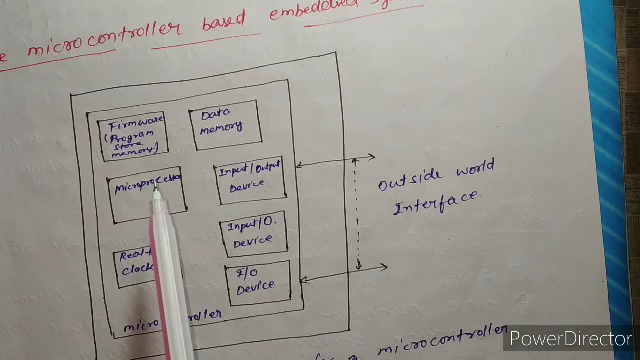 microcontroller based embedded
Firmware
(Program
store
memory)
Data
memory
Microprocessor
Input/Output
Device
Input/O.
Device
Real-
clock
I/O
Device
outside world
Interface
a microcontroller
PowerDirector